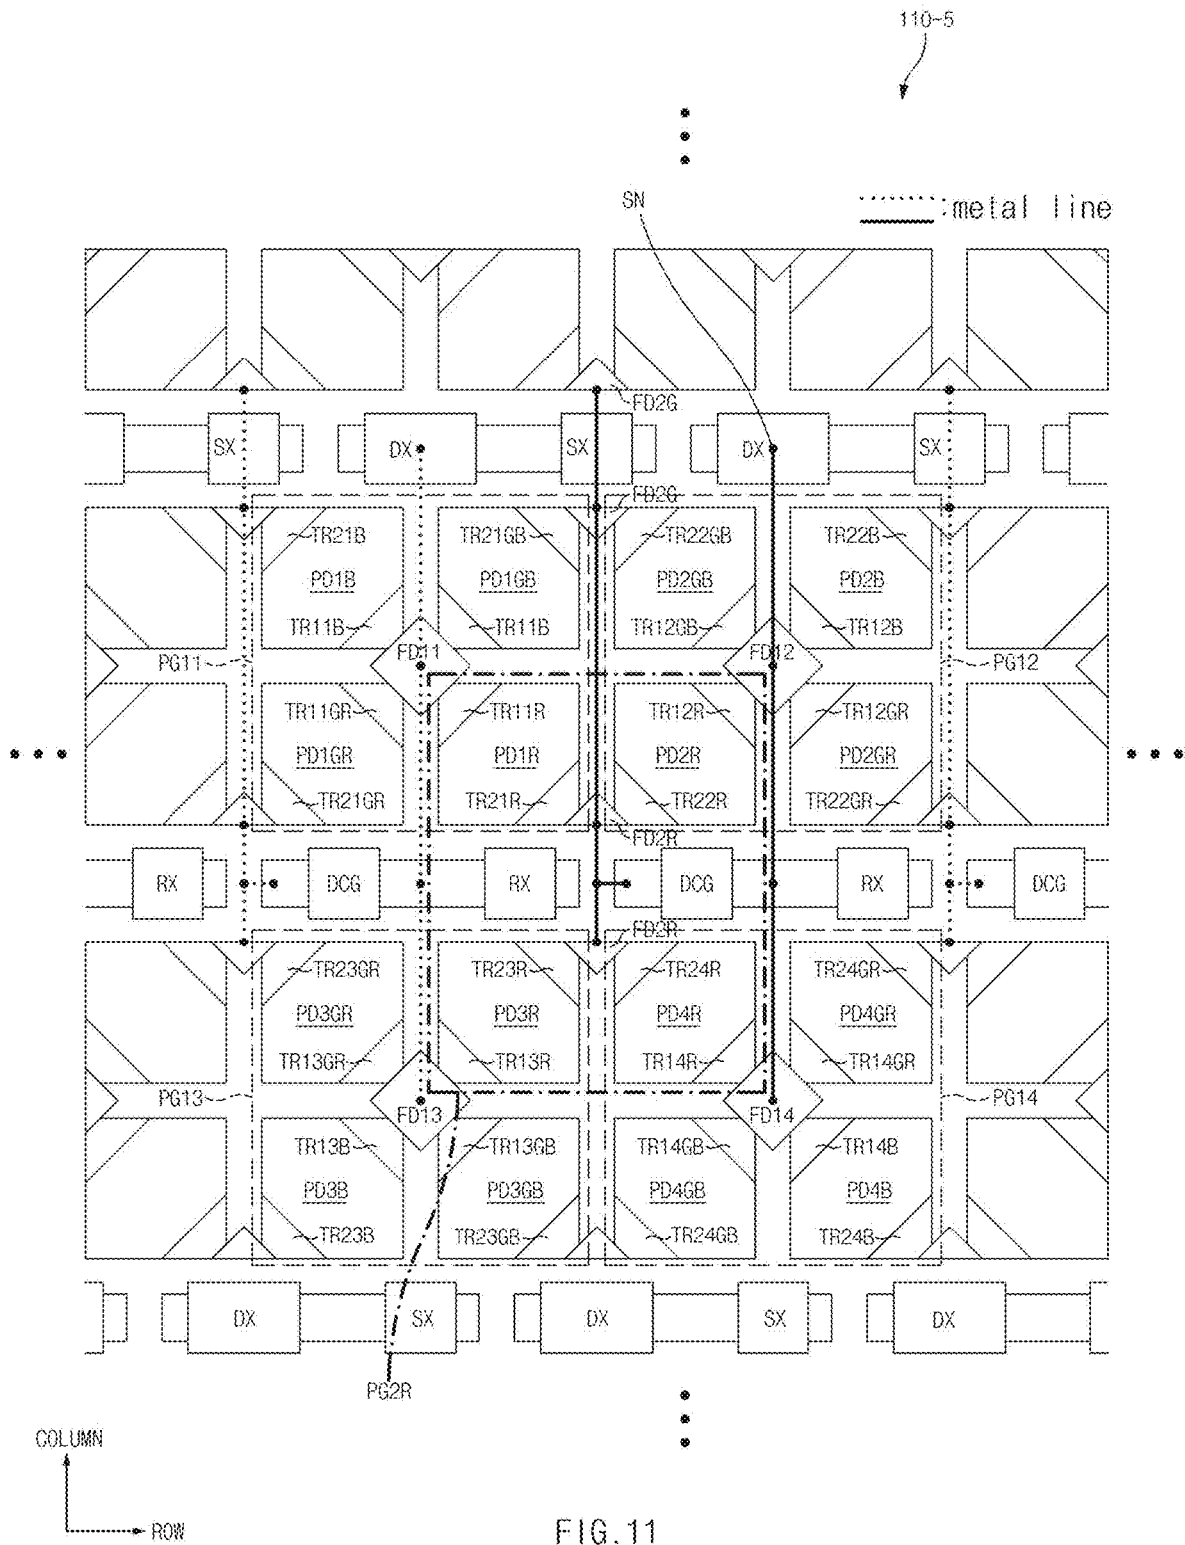 110-5
SN
metal line
FD2G
SX DX SX DX SX
FD2G
TR21B TR21GB TR22GB TR22B
PD1B PD1GB PD2GB PD2B
TR11B TR11B TR12GB TR12B
PG11 FD11 FD12 PG12
TR11GR TR11R TR12R TR12GR
PD1GR PD1R PD2R PD2GR
TR21GR TR21R TR22R TR22GR
FD2R
RX DCG RX DCG RX DCG
FD2R
TR23GR TR23R TR24R TR24GR
PD3GR PD3R PD4R PD4GR
TR13GR TR13R TR14R TR14GR
PG13 FD13 FD14 PG14
TR13B TR13GB TR14GB TR14B
PD3B PD3GB PD4GB PD4B
TR23B TR23GB TR24GB TR24B
DX SX DX SX DX
PG2R
COLUMN
ROW
FIG.11